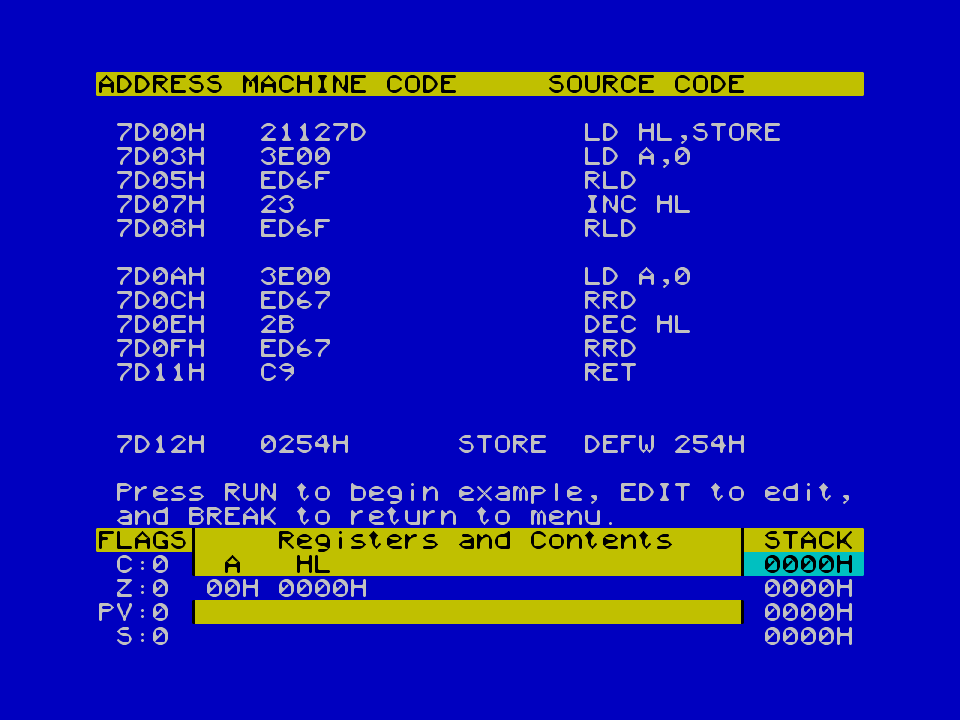 ADDRESS MACHINE CODE     SOURCE CODE
7D00H   21127D            LD HL,STORE
7D03H   3E00              LD A,0
7D05H   ED6F              RLD
7D07H   23                INC HL
7D08H   ED6F              RLD
7D0AH   3E00              LD A,0
7D0CH   ED67              RRD
7D0EH   2B                DEC HL
7D0FH   ED67              RRD
7D11H   C9                RET
7D12H   0254H      STORE  DEFW 254H
Press RUN to begin example, EDIT to edit,
and BREAK to return to menu.
FLAGS     Registers and Contents     STACK
C:0   A   HL                        0000H
Z:0  00H 0000H                      0000H
PV:0                                0000H
S:0                                 0000H